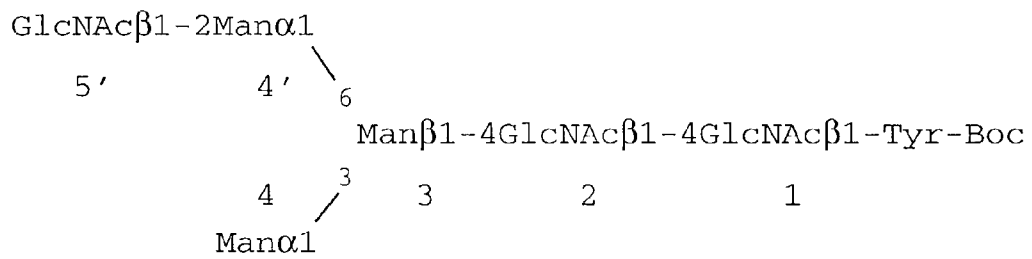 GlcNAcβ1-2Manα1
5' 4'
6
Manβ1-4GlcNAcβ1-4GlcNAcβ1-Tyr-Boc
3
4 3 2 1
Manα1